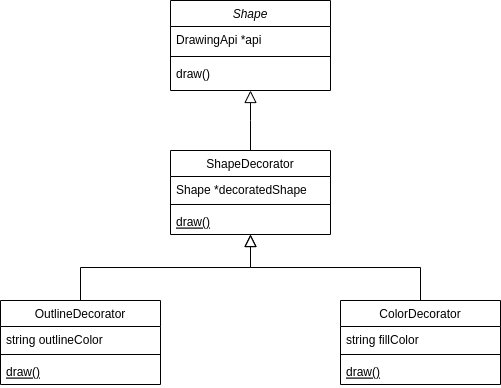 Shape
DrawingApi *api
draw()
ShapeDecorator
Shape *decoratedShape
draw()
OutlineDecorator
string outlineColor
draw()
ColorDecorator
string fillColor
draw()